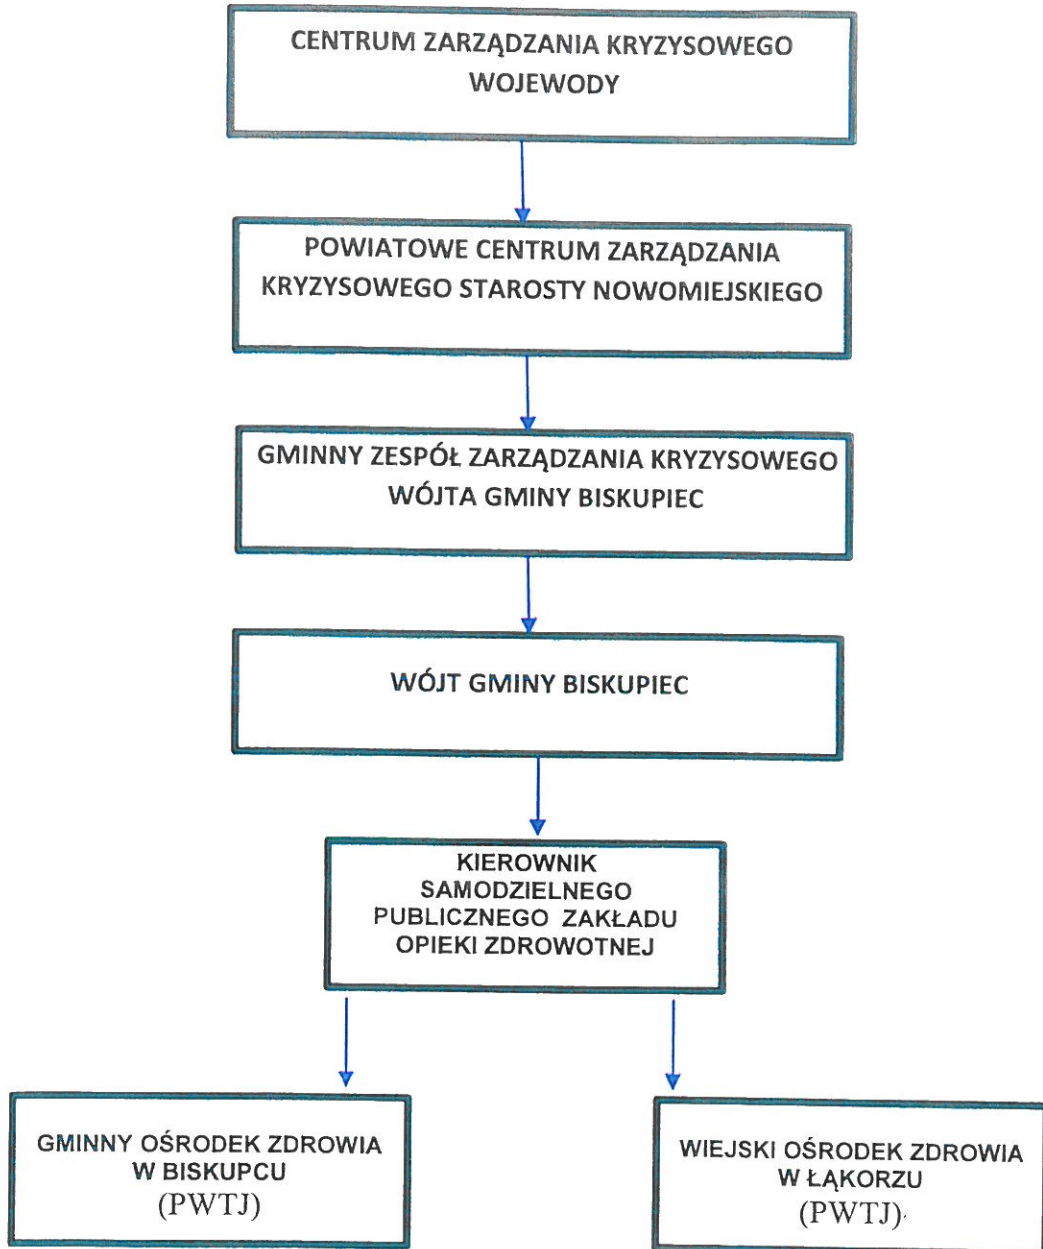 CENTRUM ZARZĄDZANIA KRYZYSOWEGO
WOJEWODY
POWIATOWE CENTRUM ZARZĄDZANIA
KRYZYSOWEGO STAROSTY NOWOMIEJSKIEGO
GMINNY ZESPÓŁ ZARZĄDZANIA KRYZYSOWEGO
WÓJTA GMINY BISKUPIEC
WÓJT GMINY BISKUPIEC
KIEROWNIK
SAMODZIELNEGO
PUBLICZNEGO ZAKŁADU
OPIEKI ZDROWOTNEJ
GMINNY OŚRODEK ZDROWIA
W BISKUPCU
(PWTJ)
WIEJSKI OŚRODEK ZDROWIA
W ŁĄKORZU
(PWTJ)